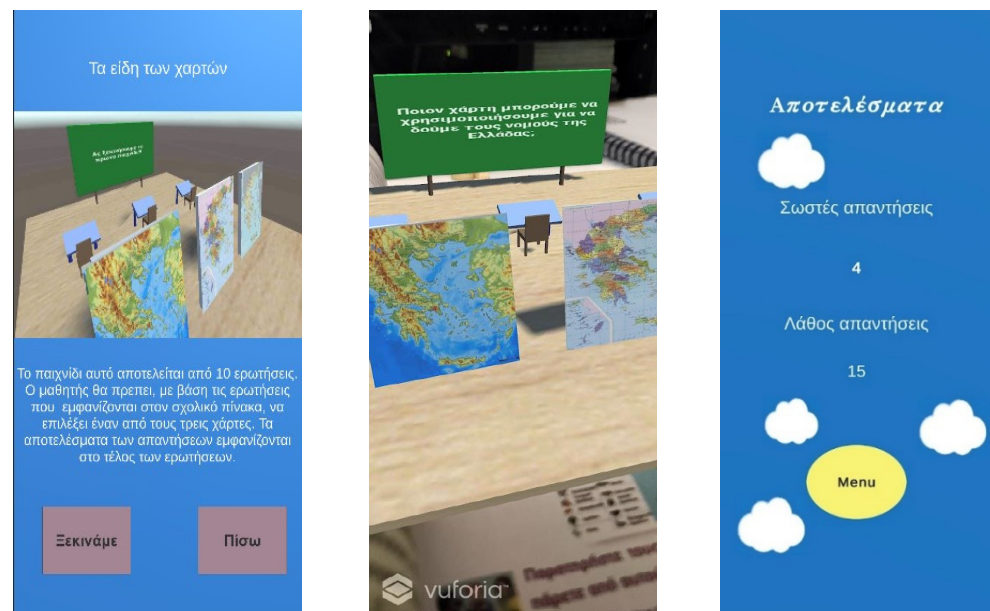 Τα είδη των χαρτών
Το παιχνίδι αυτό αποτελείται από 10 ερωτήσεις.
Ο μαθητής θα πρεπει, με βάση τις ερωτήσεις
που εμφανίζονται στον σχολικό πίνακα, να
επιλέξει έναν από τους τρεις χάρτες. Τα
αποτελέσματα των απαντήσεων εμφανίζονται
στο τέλος των ερωτήσεων.
Ξεκινάμε
Πίσω
Ποιον χάρτη μπορούμε να
χρησιμοποιήσουμε για να
δούμε τους νομούς της
Ελλάδας;
vuforia
Αποτελέσματα
Σωστές απαντήσεις
4
Λάθος απαντήσεις
15
Menu